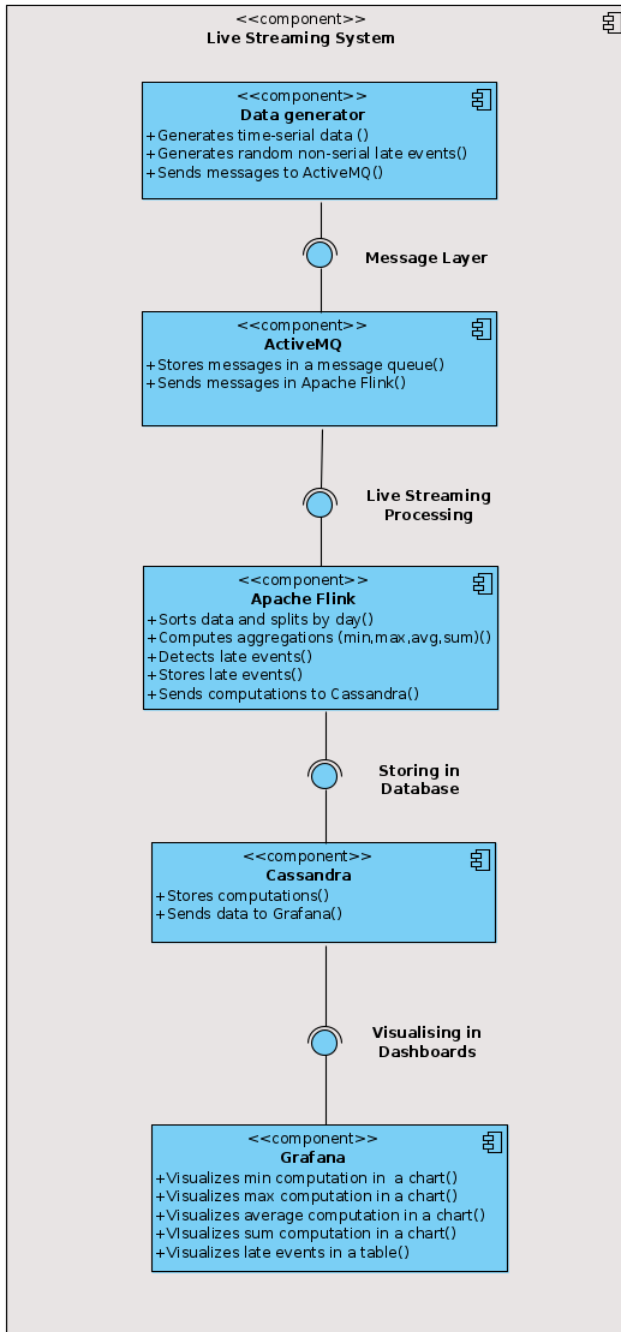 <<component>>
Live Streaming System
<<component>>
Data generator
+Generates time-serial data ()
+Generates random non-serial late events()
+Sends messages to ActiveMQ()
Message Layer
<<component>>
ActiveMQ
+Stores messages in a message queue()
+Sends messages in Apache Flink()
Live Streaming
Processing
<<component>>
Apache Flink
+Sorts data and splits by day()
+Computes aggregations (min,max,avg,sum)()
+Detects late events()
+Stores late events()
+Sends computations to Cassandra()
Storing in
Database
<<component>>
Cassandra
+Stores computations()
+Sends data to Grafana()
Visualising in
Dashboards
<<component>>
Grafana
+Visualizes min computation in  a chart()
+Visualizes max computation in a chart()
+Visualizes average computation in a chart()
+Visualizes sum computation in a chart()
+Visualizes late events in a table()